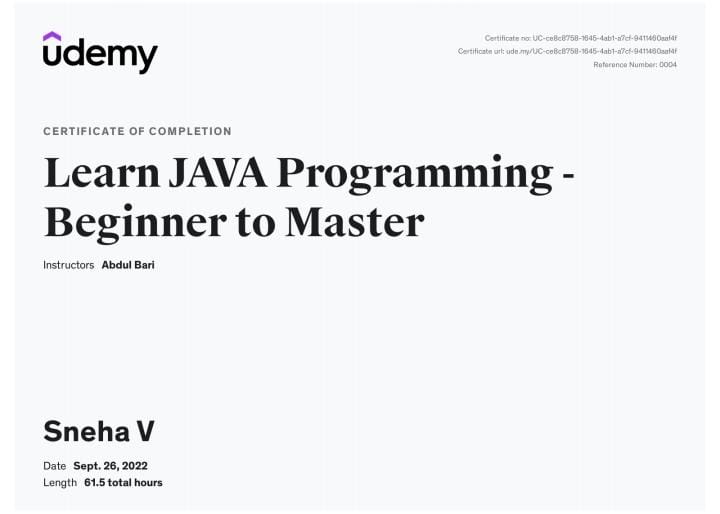 udemy
Certificate no: UC-ce8c8758-1645-4ab1-a7cf-9411460aaf4f
Certificate url: ude.my/UC-ce8c8758-1645-4ab1-a7cf-9411460aaf4f
Reference Number: 0004
CERTIFICATE OF COMPLETION
Learn JAVA Programming -
Beginner to Master
Instructors Abdul Bari
Sneha V
Date Sept. 26, 2022
Length 61.5 total hours